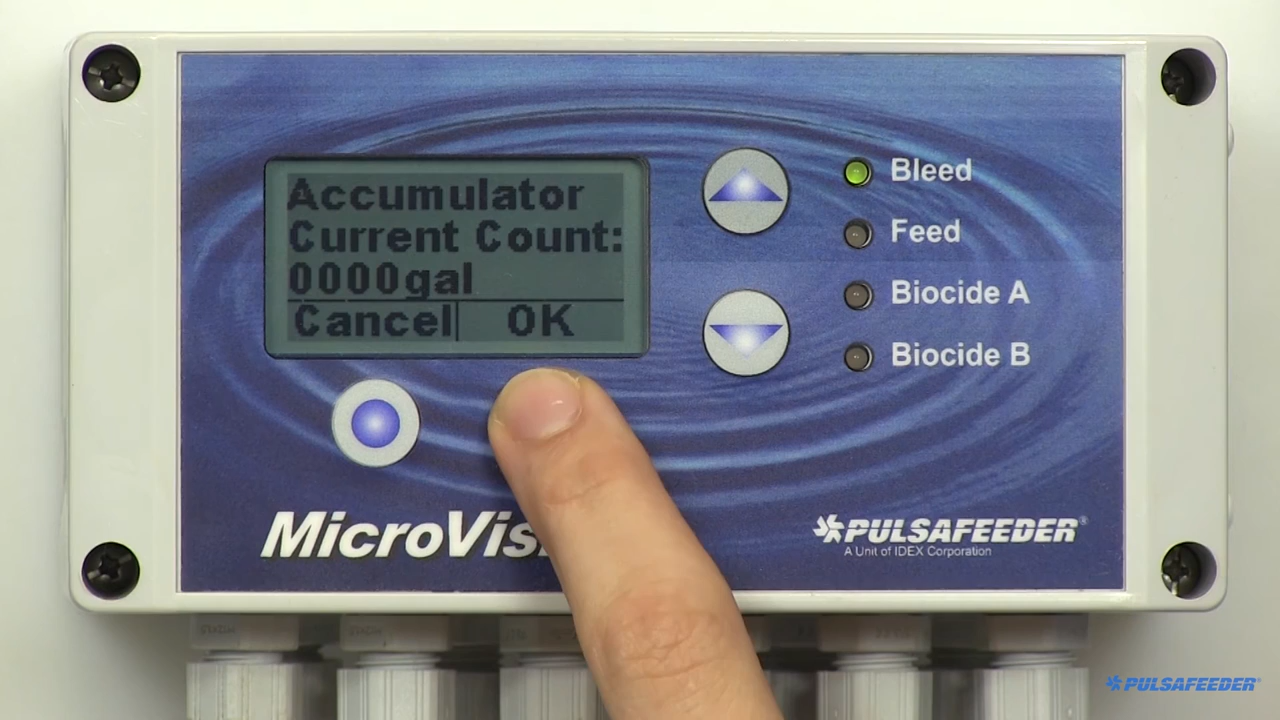 Accumulator
Current Count:
0000gal
Cancel OK
Bleed
Feed
Biocide A
Biocide B
MicroVis
PULSAFEEDER®
A Unit of IDEX Corporation
PULSAFEEDER®